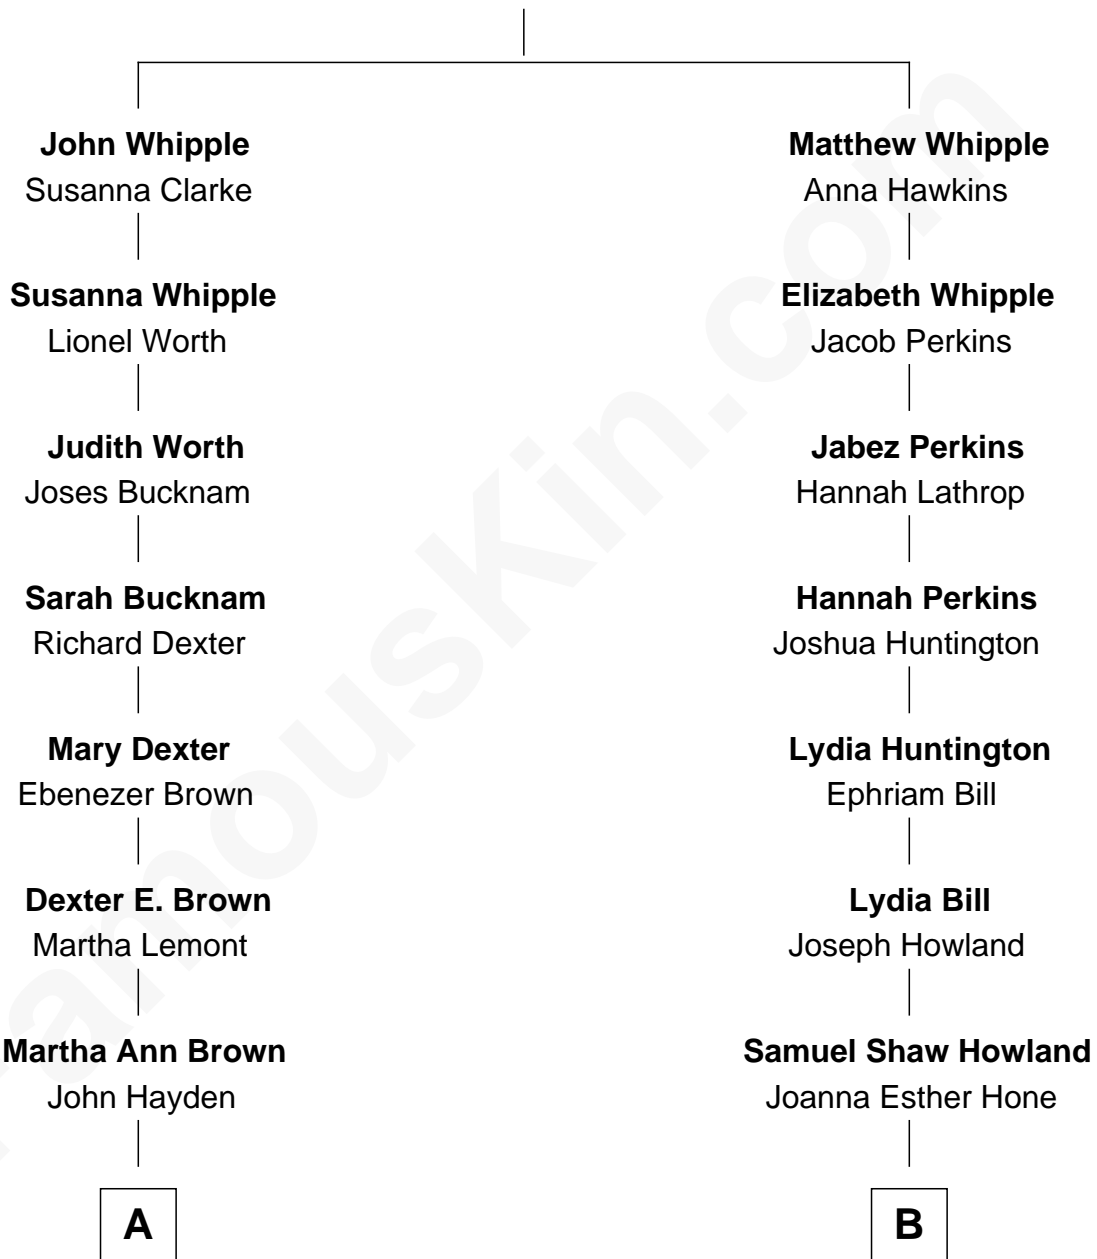 John Whipple
Susanna Clarke
Matthew Whipple
Anna Hawkins
Susanna Whipple
Lionel Worth
Elizabeth Whipple
Jacob Perkins
Judith Worth
Joses Bucknam
Jabez Perkins
Hannah Lathrop
Sarah Bucknam
Richard Dexter
Hannah Perkins
Joshua Huntington
Mary Dexter
Ebenezer Brown
Lydia Huntington
Ephriam Bill
Dexter E. Brown
Martha Lemont
Lydia Bill
Joseph Howland
Martha Ann Brown
John Hayden
Samuel Shaw Howland
Joanna Esther Hone
A
B
FamousKin.com